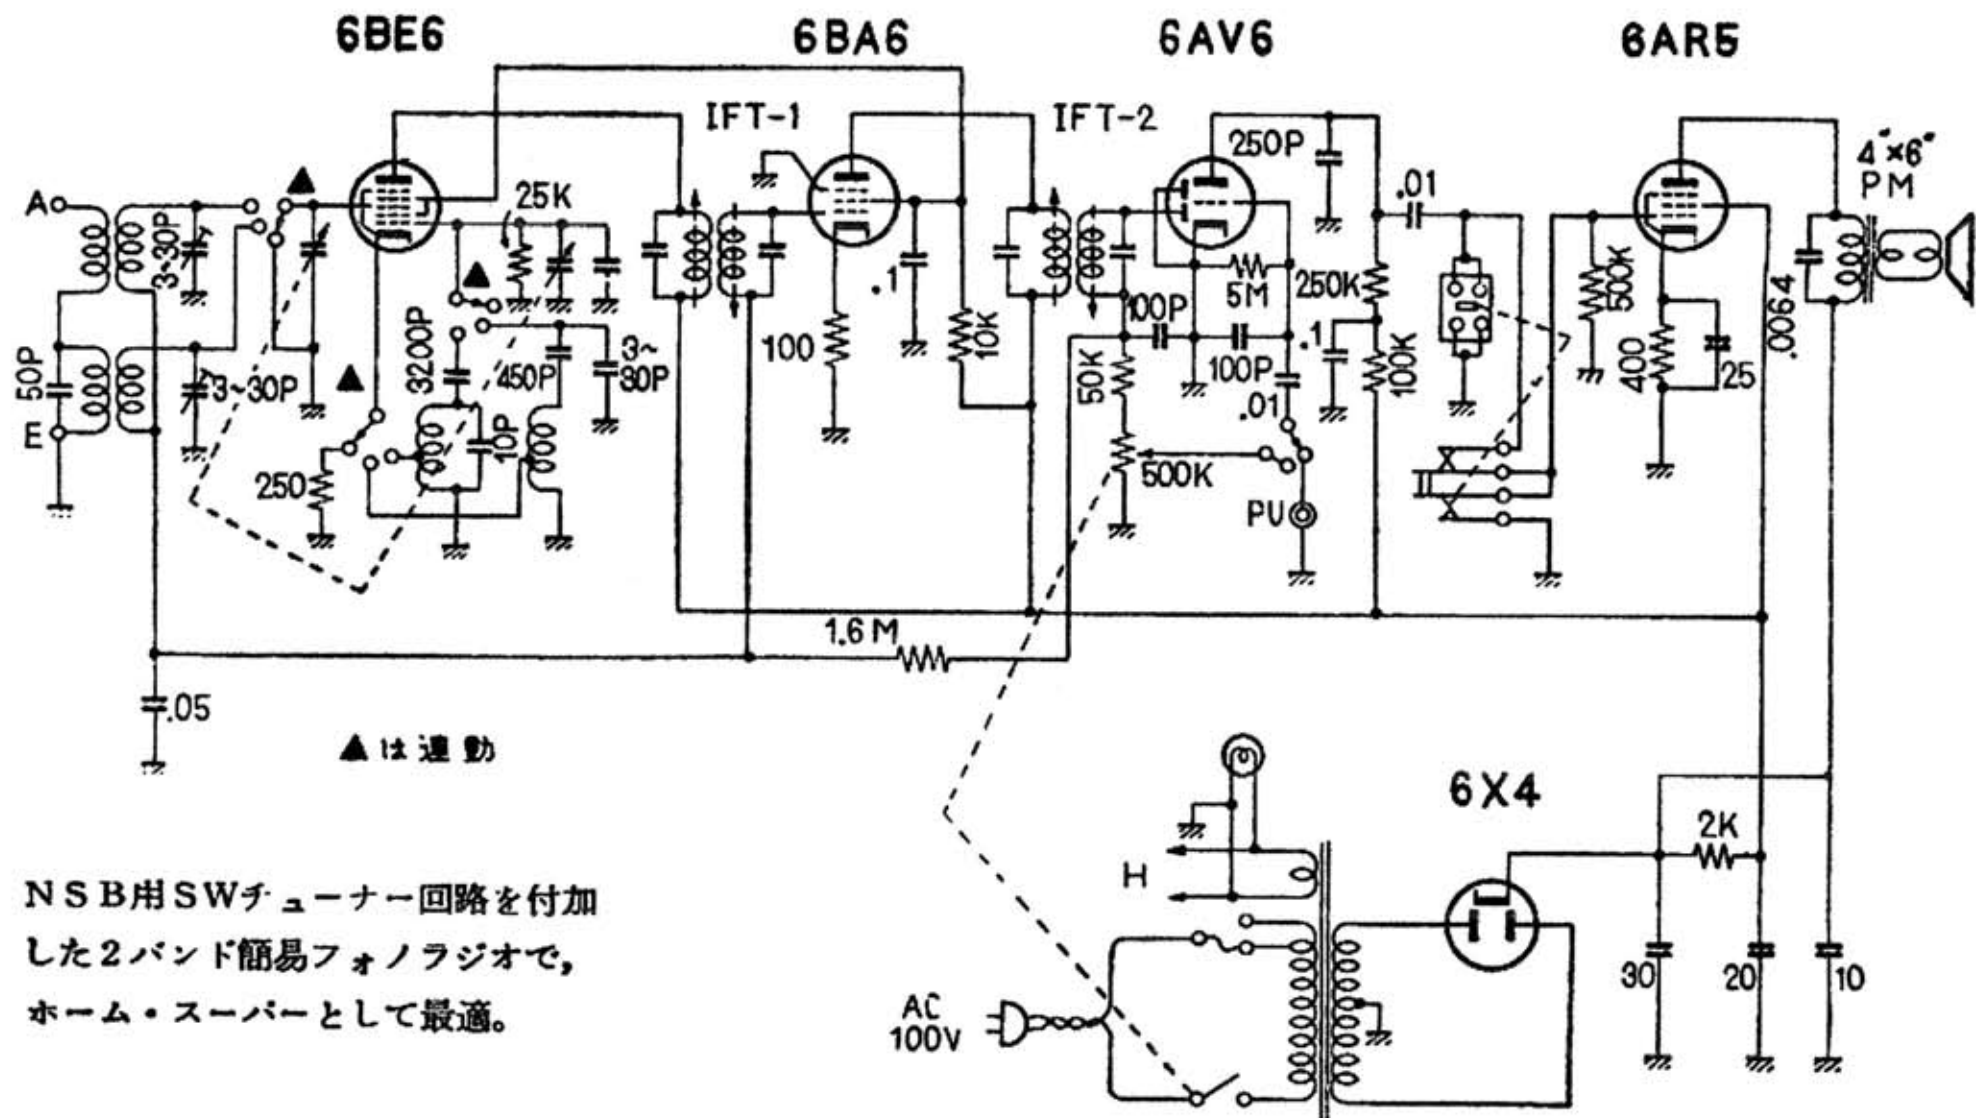 6BE6
6BA6
6AV6
6AR5
IFT-1
IFT-2
250P
4"×6"
PM
A
3~30P
25K
.01
.1
5M
250K
500K
.0064
50P
3~30P
3200P
450P
3~
30P
100
10K
100P
50K
100P
.1
100K
400
25
E
10P
.01
250
500K
PU
1.6M
.05
▲は連動
6X4
2K
H
NSB用SWチューナー回路を付加
した2バンド簡易フォノラジオで,
ホーム・スーパーとして最適。
30
20
10
AC
100V